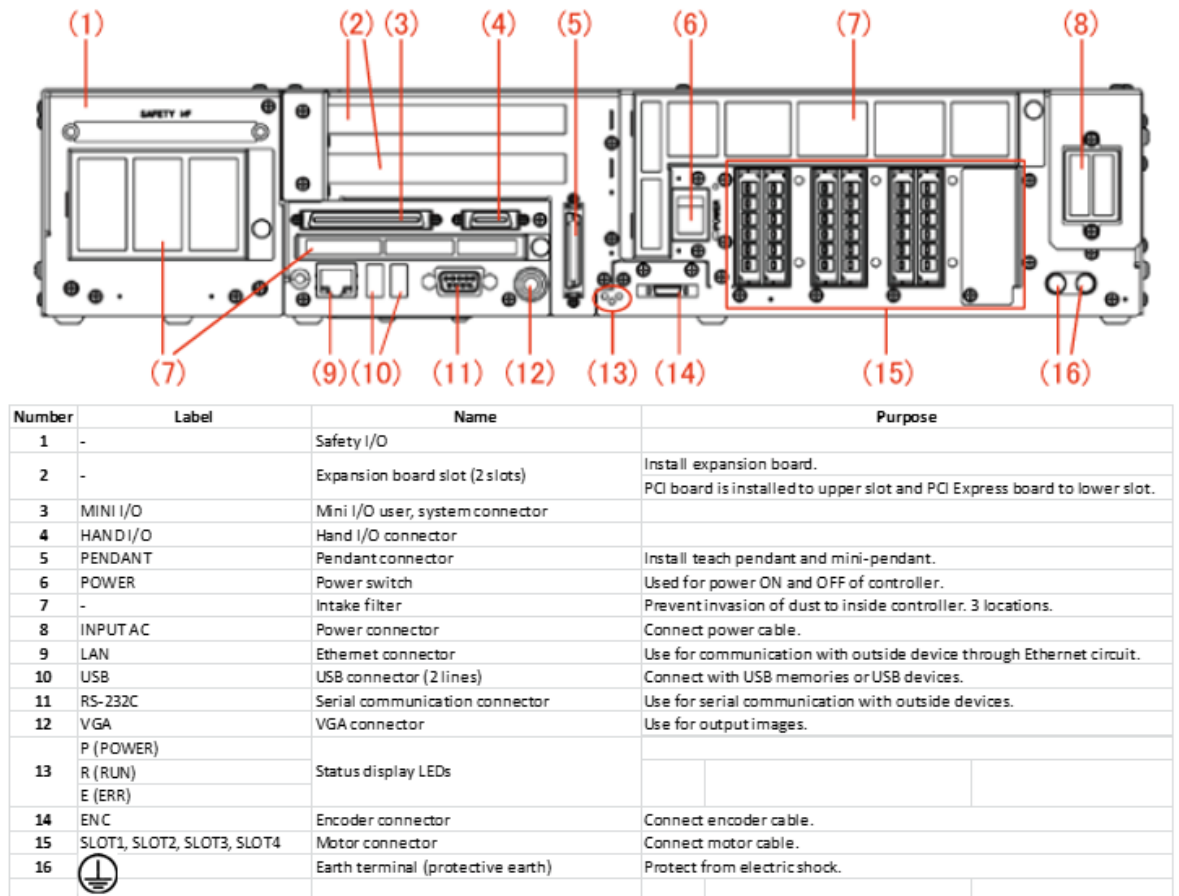 (1) (2) (3) (4) (5) (6) (7) (8)
SAFETY I/F
POWER
(7) (9) (10) (11) (12) (13) (14) (15) (16)
Number Label Name Purpose
1 - Safety I/O
2 - Expansion board slot (2 slots) Install expansion board.
PCI board is installed to upper slot and PCI Express board to lower slot.
3 MINI I/O Mini I/O user, system connector
4 HAND I/O Hand I/O connector
5 PENDANT Pendant connector Install teach pendant and mini-pendant.
6 POWER Power switch Used for power ON and OFF of controller.
7 - Intake filter Prevent invasion of dust to inside controller. 3 locations.
8 INPUT AC Power connector Connect power cable.
9 LAN Ethernet connector Use for communication with outside device through Ethernet circuit.
10 USB USB connector (2 lines) Connect with USB memories or USB devices.
11 RS-232C Serial communication connector Use for serial communication with outside devices.
12 VGA VGA connector Use for output images.
P (POWER)
13 R (RUN) Status display LEDs
E (ERR)
14 ENC Encoder connector Connect encoder cable.
15 SLOT1, SLOT2, SLOT3, SLOT4 Motor connector Connect motor cable.
16 Earth terminal (protective earth) Protect from electric shock.